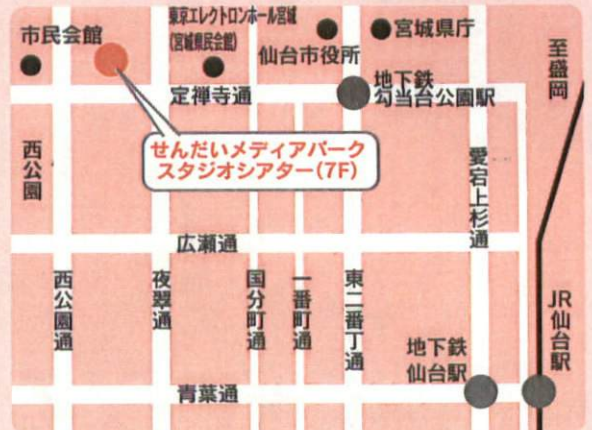 東京エレクトロンホール宮城
(宮城県民会館)
市民会館
仙台市役所
宮城県庁
至盛岡
定禅寺通
地下鉄
勾当台公園駅
せんだいメディアパーク
スタジオシアター(7F)
西公園
愛宕上杉通
広瀬通
西公園通
夜翠通
国分町通
一番町通
東二番丁通
地下鉄
仙台駅
JR仙台駅
青葉通